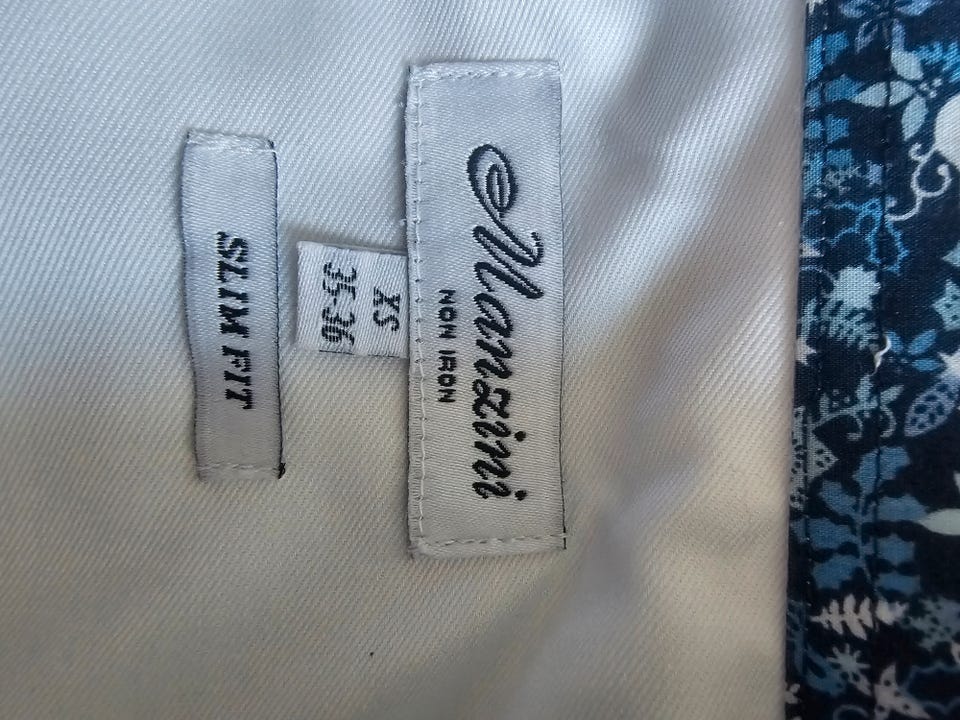 Manzini
NON IRON
XS
35-36
SLIM FIT